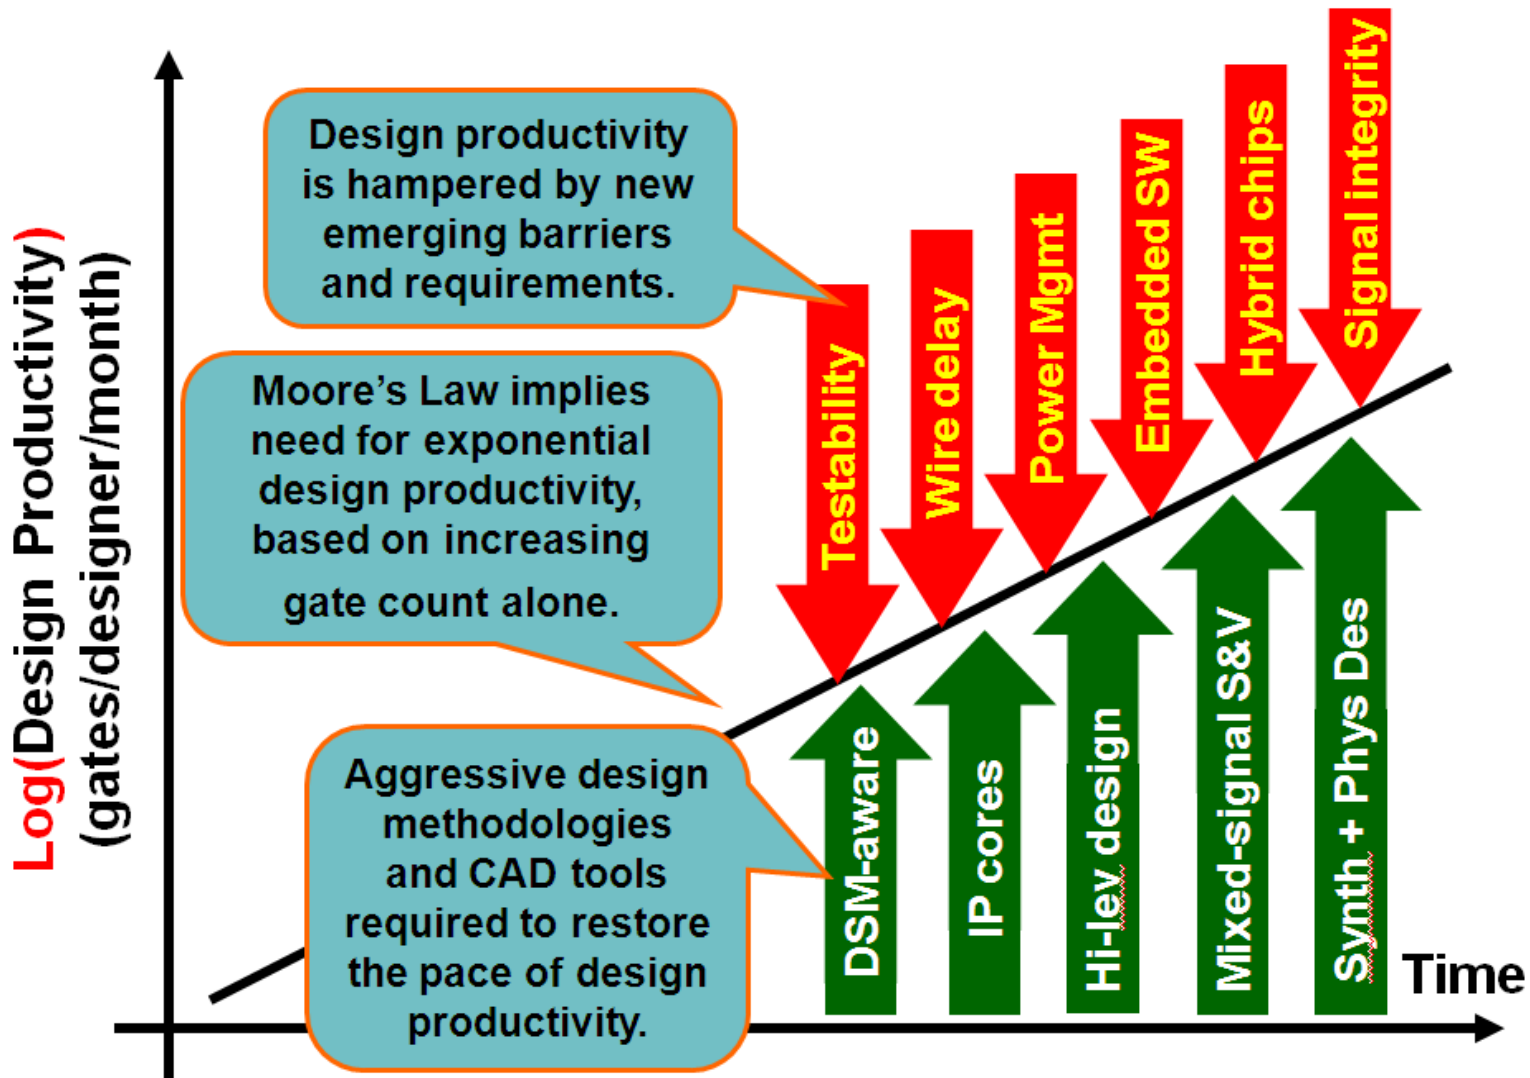 Log(Design Productivity)
(gates/designer/month)
Design productivity
is hampered by new
emerging barriers
and requirements.
Moore’s Law implies
need for exponential
design productivity,
based on increasing
gate count alone.
Aggressive design
methodologies
and CAD tools
required to restore
the pace of design
productivity.
Testability
Wire delay
Power Mgmt
Embedded SW
Hybrid chips
Signal integrity
DSM-aware
IP cores
Hi-lev design
Mixed-signal S&V
Synth + Phys Des
Time